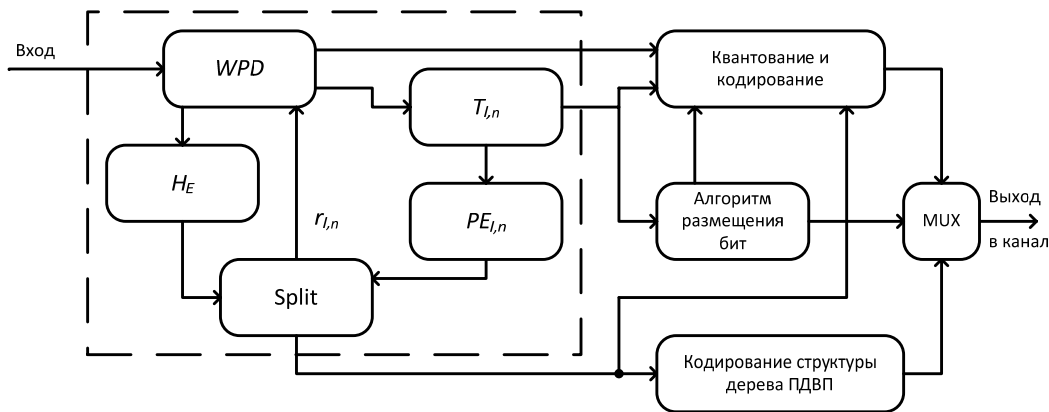 Вход
WPD
Квантование и
кодирование
T_{l,n}
H_E
PE_{l,n}
Алгоритм
размещения
бит
MUX
Выход
в канал
r_{l,n}
Split
Кодирование структуры
дерева ПДВП